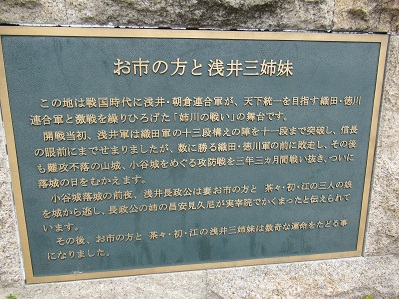 お市の方と浅井三姉妹
この地は戦国時代に浅井・朝倉連合軍が、天下統一を目指す織田・徳川
連合軍と激戦を繰りひろげた「姉川の戦い」の舞台です。
開戦当初、浅井軍は織田軍の十三段構えの陣を十一段まで突破し、信長
の眼前にまでせまりましたが、数に勝る織田・徳川軍の前に敗走し、その後
も難攻不落の山城、小谷城をめぐる攻防戦を三年三ヵ月間戦い抜き、ついに
落城の日をむかえます。
小谷城落城の前夜、浅井長政公は妻お市の方と 茶々・初・江の三人の娘
を城から逃し、長政公の姉の昌安見久尼が実宰院でかくまったと伝えられて
います。
その後、お市の方と 茶々・初・江の浅井三姉妹は数奇な運命をたどる事
になりました。